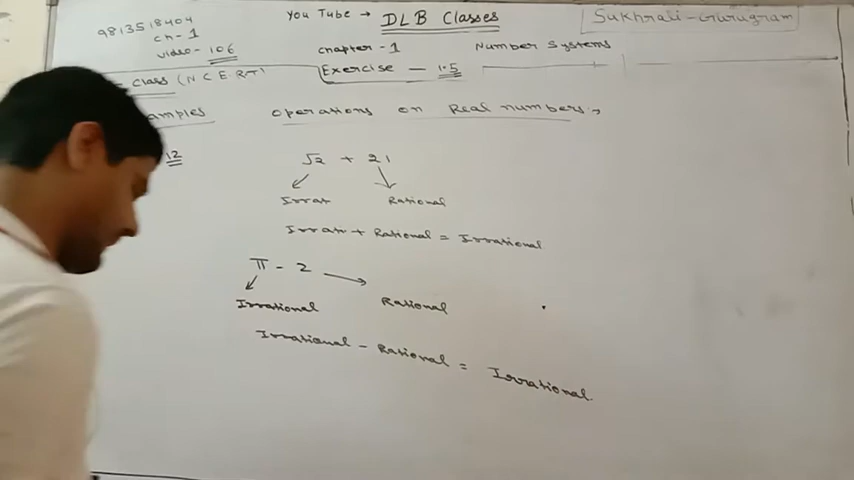 9813518404
ch-1
video- 106
You Tube → DLB Classes
Sukhrali-Gurugram
chapter-1 Number Systems
class (N C E R T)
Exercise — 1.5
amples
operations on Real numbers,
12
√2 + 21
Irrat Rational
Irrat + Rational = Irrational
π - 2
Irrational Rational
Irrational - Rational = Irrational